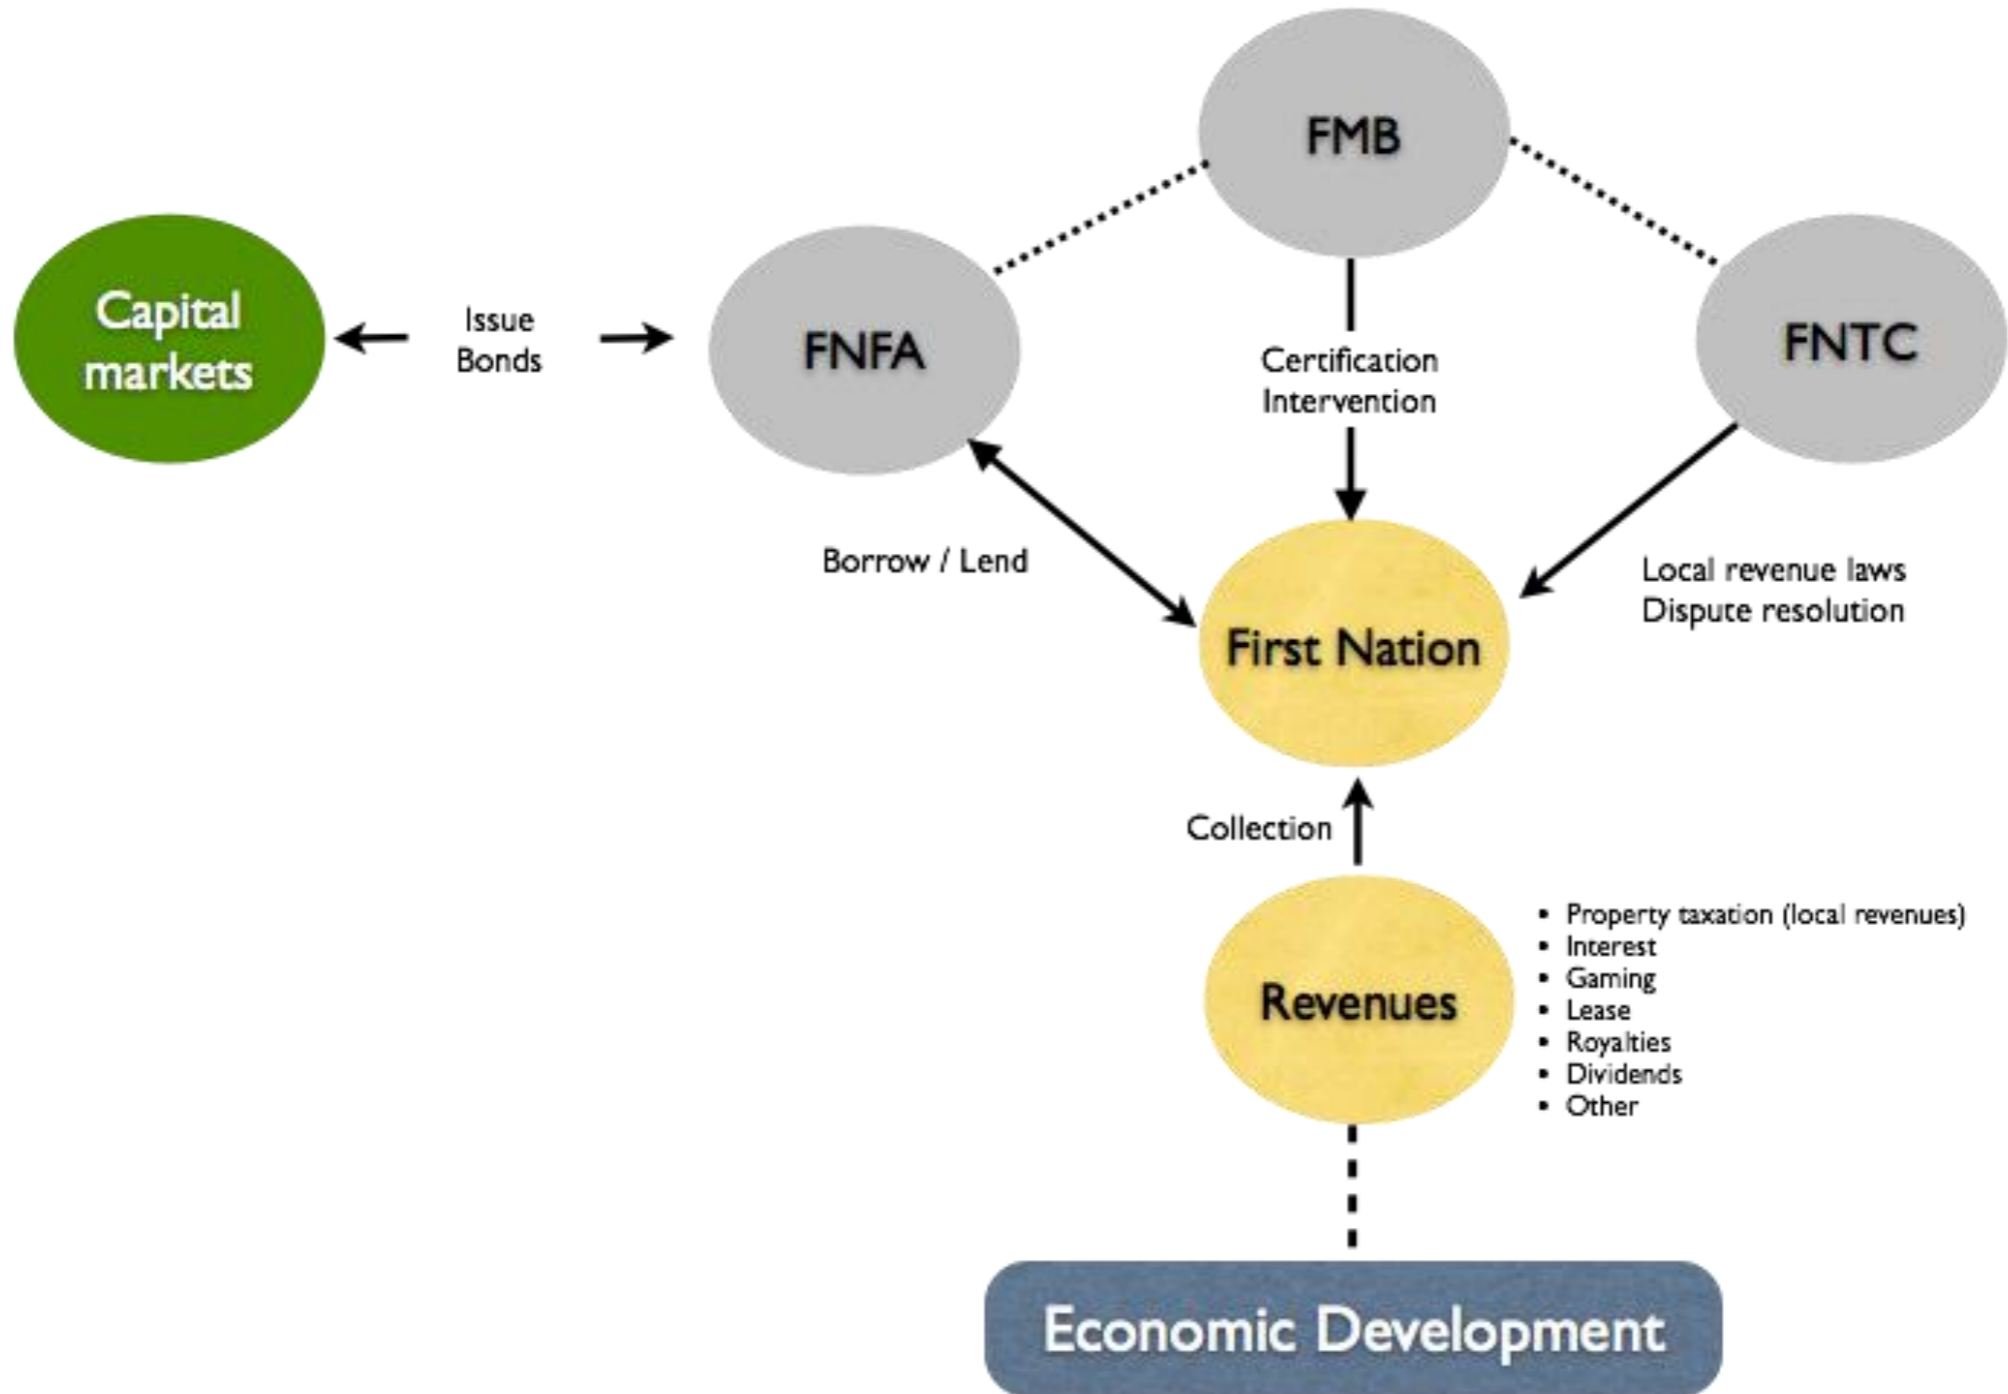 FMB
Capital
markets
Issue
Bonds
FNFA
FNTC
Certification
Intervention
Borrow / Lend
Local revenue laws
Dispute resolution
First Nation
Collection
Revenues
• Property taxation (local revenues)
• Interest
• Gaming
• Lease
• Royalties
• Dividends
• Other
Economic Development